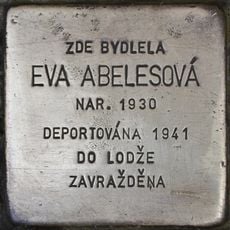 ZDE BYDLELA
EVA ABELESOVÁ
NAR. 1930
DEPORTOVÁNA 1941
DO LODŽE
ZAVRAŽDĚNA